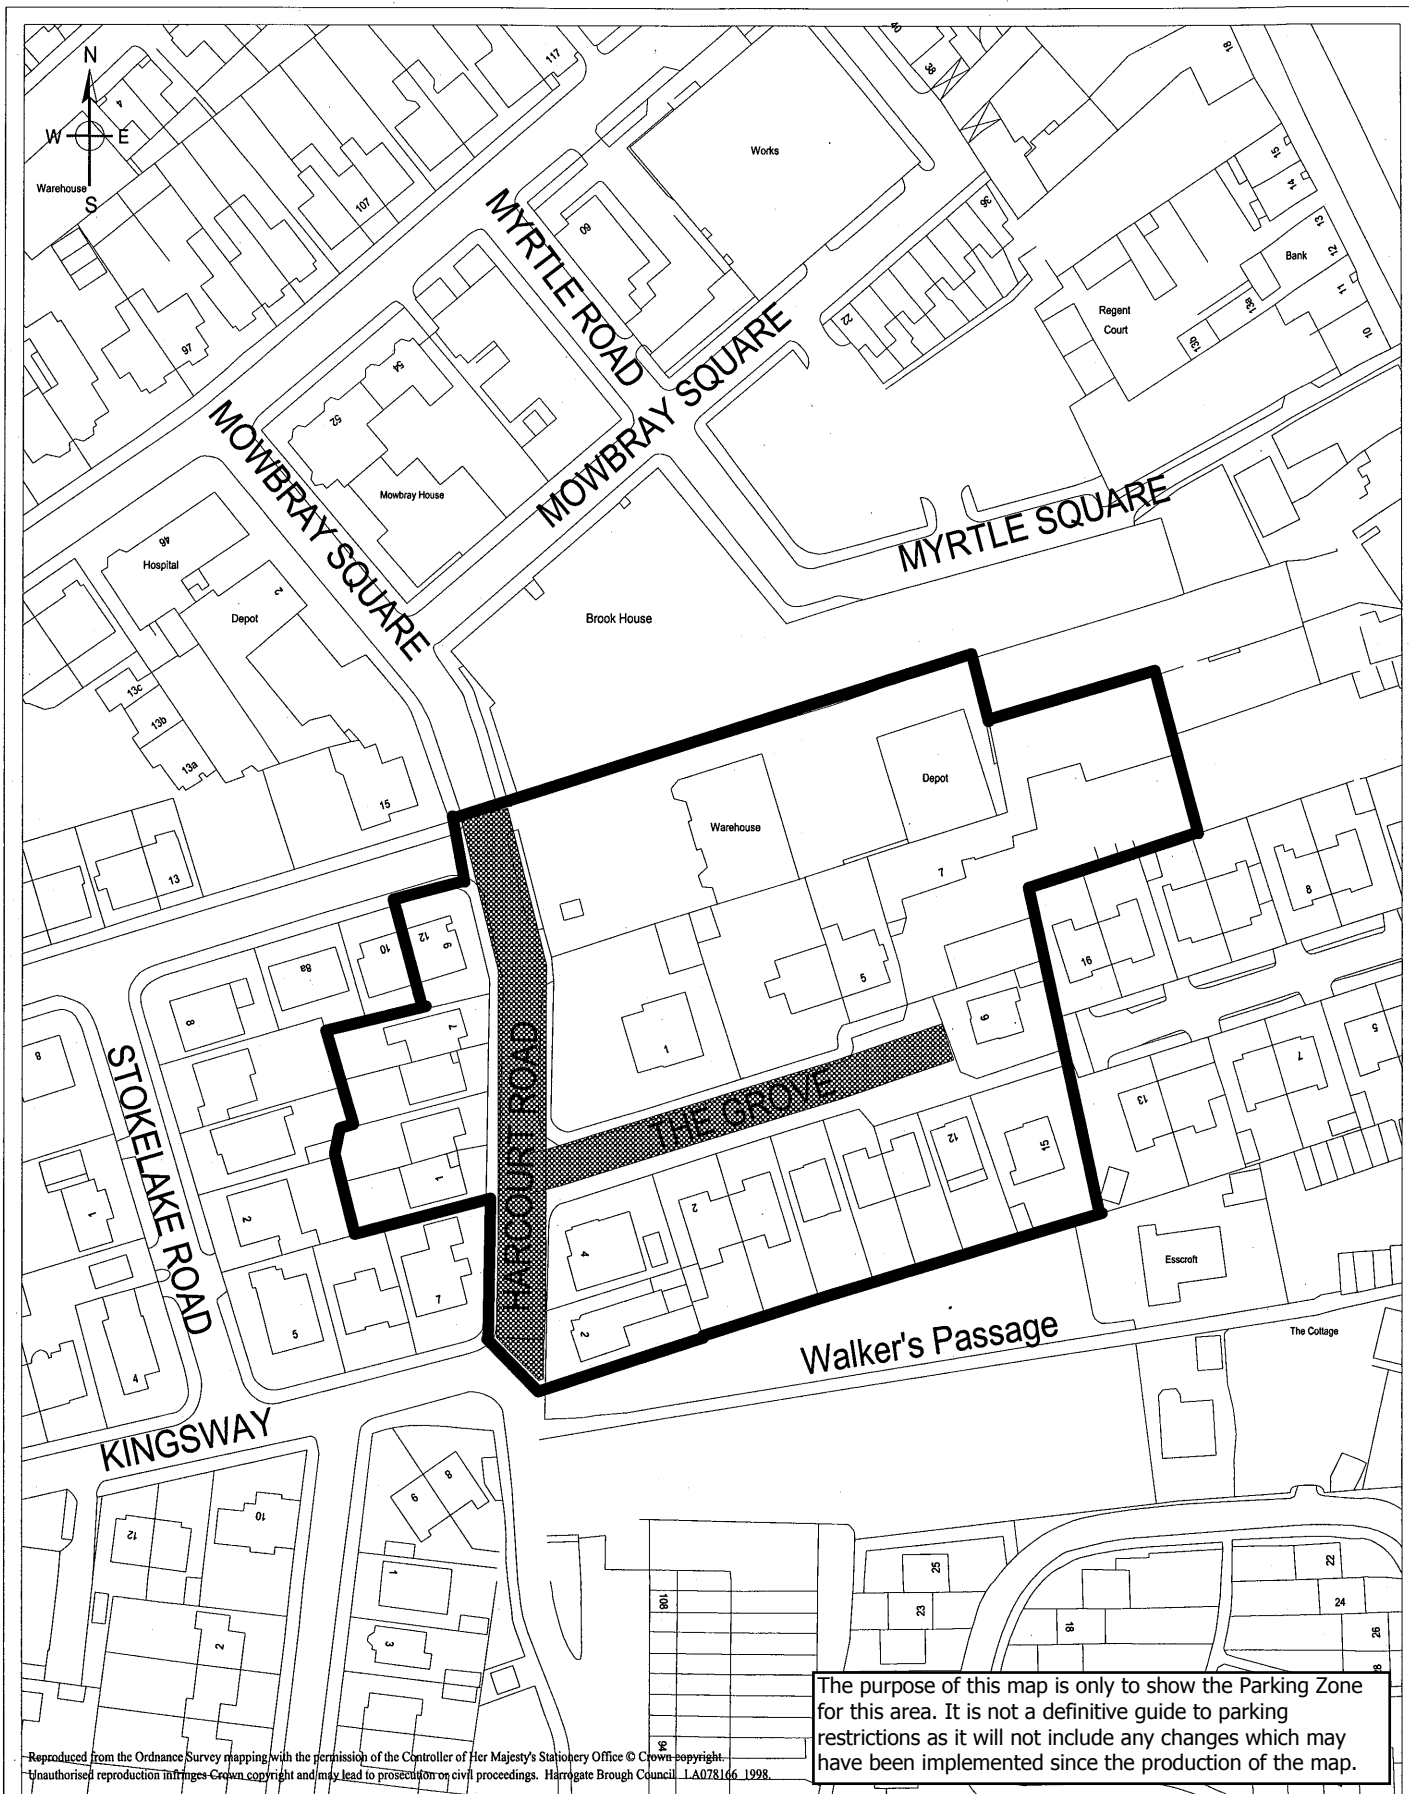 N
W E
S
Warehouse
4
117
107
97
MYRTLE ROAD
60
Works
40
38
36
18
15
14
13
12
11
10
Bank
13a
13b
Regent
Court
22
MOWBRAY SQUARE
54
52
Mowbray House
MOWBRAY SQUARE
MYRTLE SQUARE
46
Hospital
2
Depot
Brook House
13c
13b
13a
15
13
Depot
Warehouse
7
5
1
9
16
8
12
9
10
8a
8
7
1
STOKELAKE ROAD
HARCOURT ROAD
THE GROVE
8
1
4
2
5
7
4
2
2
12
15
13
7
5
Esscroft
The Cottage
Walker's Passage
KINGSWAY
12
10
2
9
8
1
3
108
94
25
23
18
22
24
26
28
The purpose of this map is only to show the Parking Zone
for this area. It is not a definitive guide to parking
restrictions as it will not include any changes which may
have been implemented since the production of the map.
Reproduced from the Ordnance Survey mapping with the permission of the Controller of Her Majesty's Stationery Office © Crown copyright.
Unauthorised reproduction infringes Crown copyright and may lead to prosecution or civil proceedings. Harrogate Brough Council LA078166 1998.